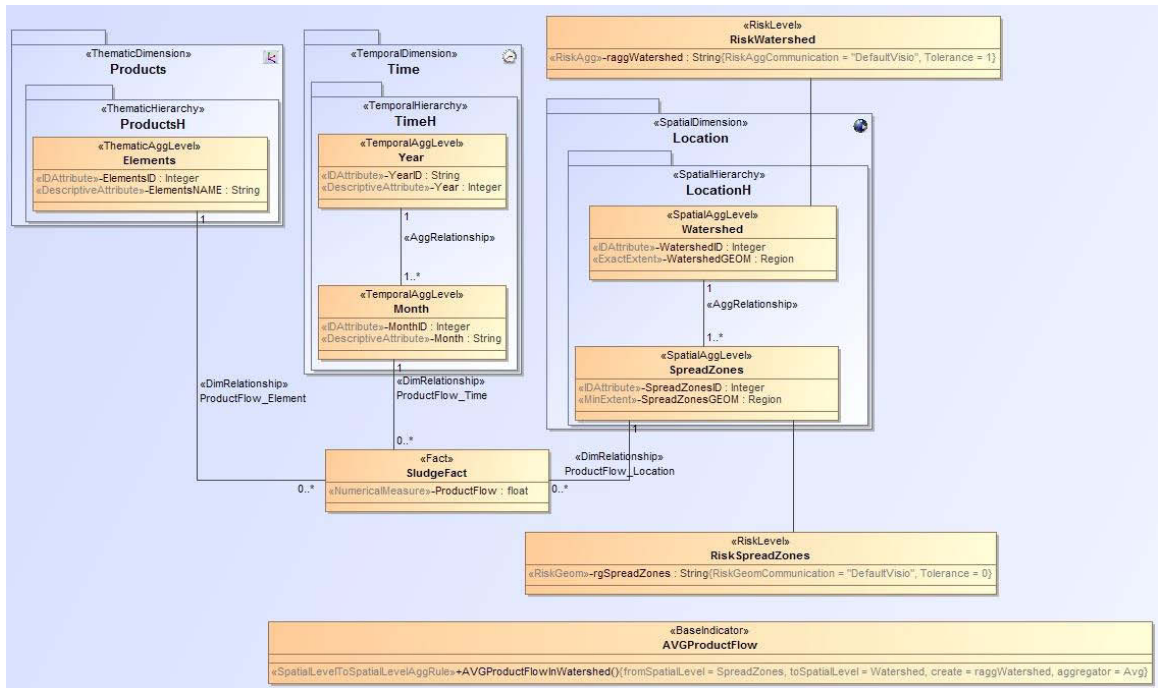 «ThematicDimension»
Products
«ThematicHierarchy»
ProductsH
«ThematicAggLevel»
Elements
«IDAttribute»-ElementsID : Integer
«DescriptiveAttribute»-ElementsNAME : String
1
«TemporalDimension»
Time
«TemporalHierarchy»
TimeH
«TemporalAggLevel»
Year
«IDAttribute»-YearID : String
«DescriptiveAttribute»-Year : Integer
1
«AggRelationship»
1..*
«TemporalAggLevel»
Month
«IDAttribute»-MonthID : Integer
«DescriptiveAttribute»-Month : String
1
«RiskLevel»
RiskWatershed
«RiskAgg»-raggWatershed : String{RiskAggCommunication = "DefaultVisio", Tolerance = 1}
«SpatialDimension»
Location
«SpatialHierarchy»
LocationH
«SpatialAggLevel»
Watershed
«IDAttribute»-WatershedID : Integer
«ExactExtent»-WatershedGEOM : Region
1
«AggRelationship»
1..*
«SpatialAggLevel»
SpreadZones
«IDAttribute»-SpreadZonesID : Integer
«MinExtent»-SpreadZonesGEOM : Region
1
«DimRelationship»
ProductFlow_Element
«DimRelationship»
ProductFlow_Time
0..*
«DimRelationship»
ProductFlow_Location
0..*
«Fact»
SludgeFact
«NumericalMeasure»-ProductFlow : float
0..*
«RiskLevel»
RiskSpreadZones
«RiskGeom»-rgSpreadZones : String{RiskGeomCommunication = "DefaultVisio", Tolerance = 0}
«BaseIndicator»
AVGProductFlow
«SpatialLevelToSpatialLevelAggRule»+AVGProductFlowInWatershed(){fromSpatialLevel = SpreadZones, toSpatialLevel = Watershed, create = raggWatershed, aggregator = Avg}